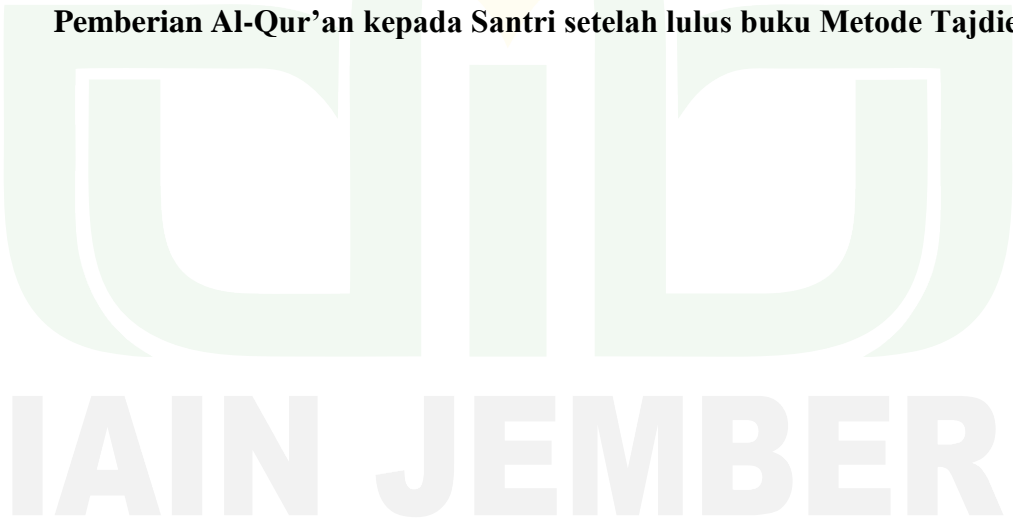 Pemberian Al-Qur’an kepada Santri setelah lulus buku Metode Tajdie
IAIN JEMBER